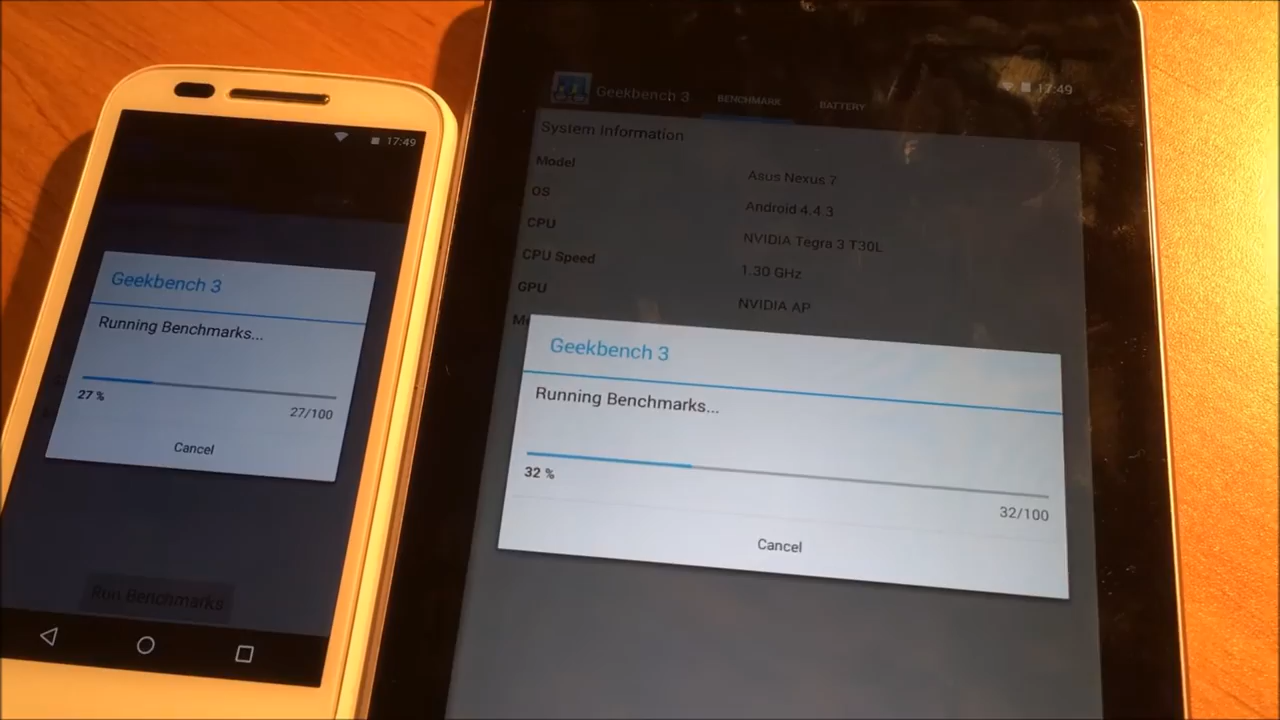 17:49
Geekbench 3
Running Benchmarks...
27 %
27/100
Cancel
Run Benchmarks
17:49
Geekbench 3
BENCHMARK
BATTERY
System Information
Model
Asus Nexus 7
OS
Android 4.4.3
CPU
NVIDIA Tegra 3 T30L
CPU Speed
1.30 GHz
GPU
NVIDIA AP
Geekbench 3
Running Benchmarks...
32 %
32/100
Cancel